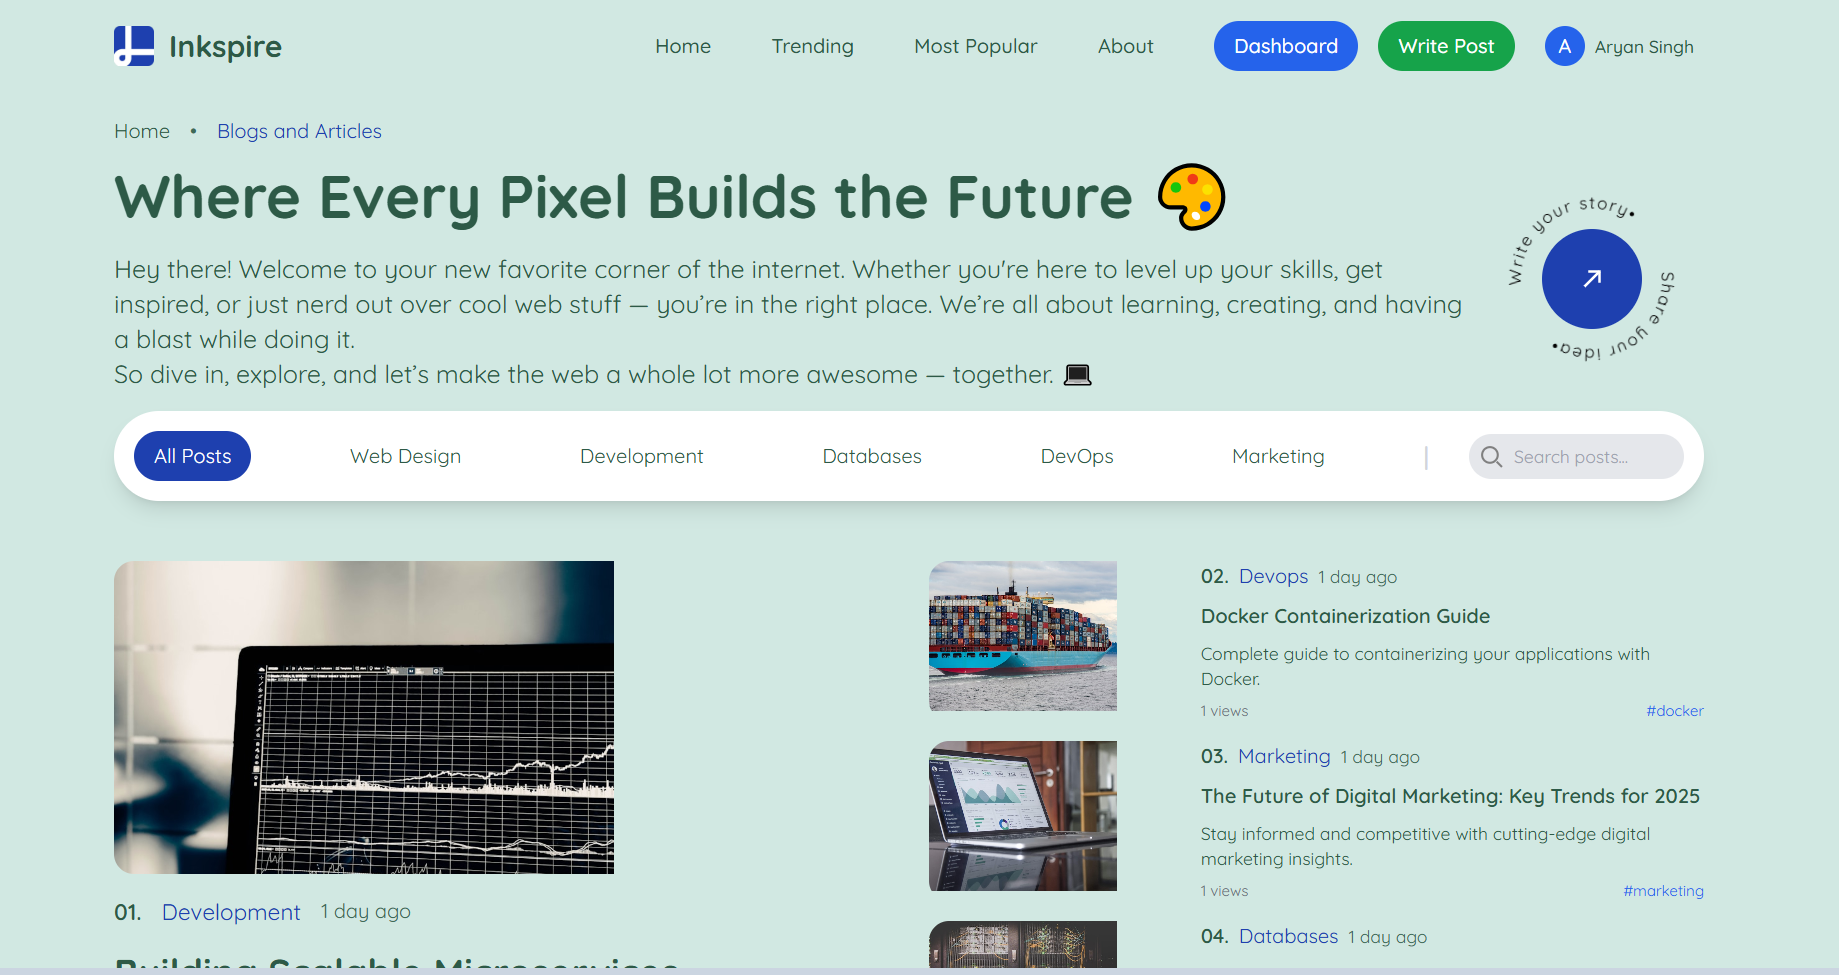 Inkspire
Home
Trending
Most Popular
About
Dashboard
Write Post
A
Aryan Singh
Home • Blogs and Articles
Where Every Pixel Builds the Future 🎨
Write your story•
Share your idea•
Hey there! Welcome to your new favorite corner of the internet. Whether you're here to level up your skills, get
inspired, or just nerd out over cool web stuff — you’re in the right place. We’re all about learning, creating, and having
a blast while doing it.
So dive in, explore, and let’s make the web a whole lot more awesome — together. 💻
All Posts
Web Design
Development
Databases
DevOps
Marketing
|
Search posts...
01. Development 1 day ago
Building Scalable Microservices
02. Devops 1 day ago
Docker Containerization Guide
Complete guide to containerizing your applications with
Docker.
1 views
#docker
03. Marketing 1 day ago
The Future of Digital Marketing: Key Trends for 2025
Stay informed and competitive with cutting-edge digital
marketing insights.
1 views
#marketing
04. Databases 1 day ago